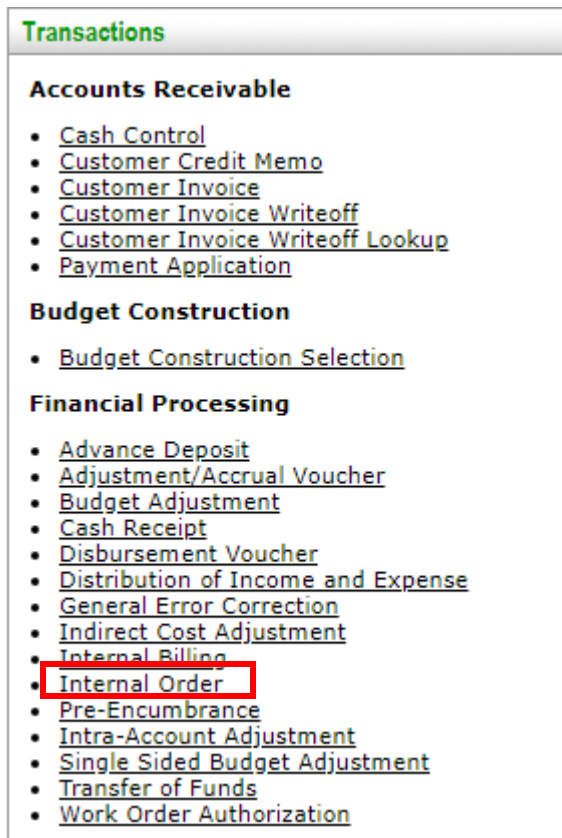 Transactions
Accounts Receivable
Cash Control
Customer Credit Memo
Customer Invoice
Customer Invoice Writeoff
Customer Invoice Writeoff Lookup
Payment Application
Budget Construction
Budget Construction Selection
Financial Processing
Advance Deposit
Adjustment/Accrual Voucher
Budget Adjustment
Cash Receipt
Disbursement Voucher
Distribution of Income and Expense
General Error Correction
Indirect Cost Adjustment
Internal Billing
Internal Order
Pre-Encumbrance
Intra-Account Adjustment
Single Sided Budget Adjustment
Transfer of Funds
Work Order Authorization